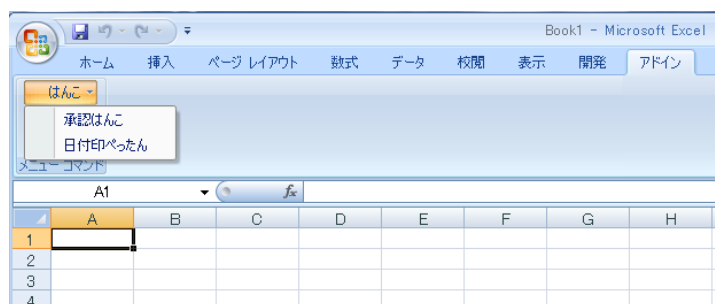 Book1 - Microsoft Excel
ホーム 挿入 ページ レイアウト 数式 データ 校閲 表示 開発 アドイン
はんこ
承認はんこ
日付印ぺったん
メニュー コマンド
A1 fx
A B C D E F G H
1
2
3
4